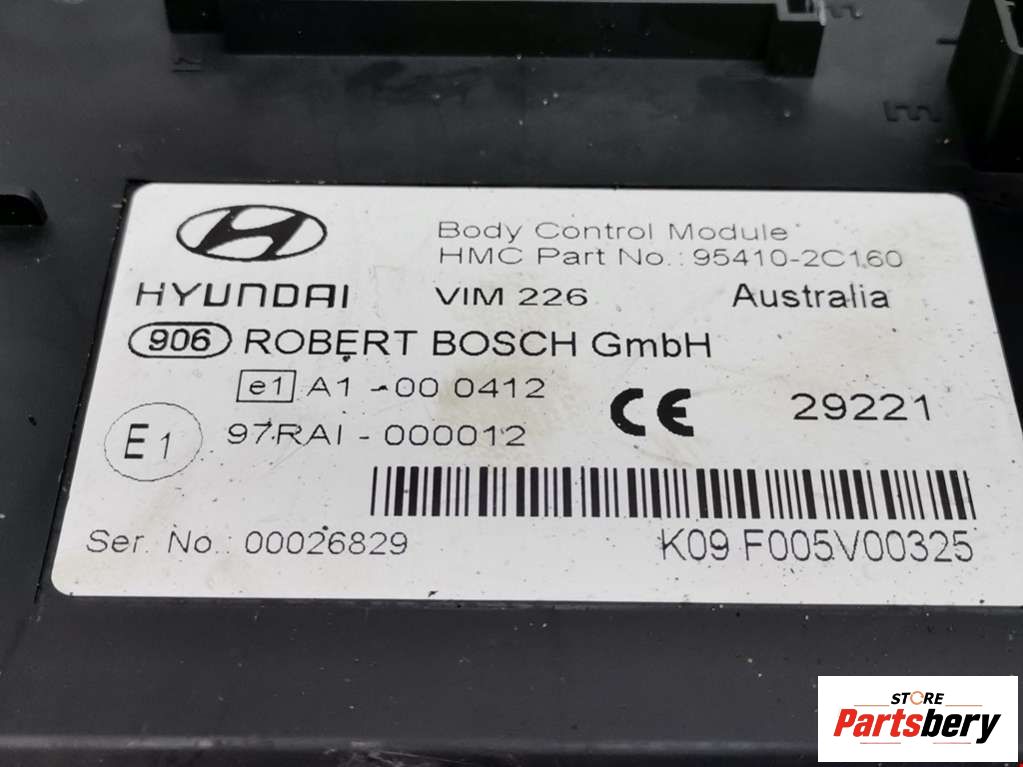 Body Control Module
HMC Part No.: 95410-2C160
HYUNDAI VIM 226 Australia
906 ROBERT BOSCH GmbH
e1 A1-00 0412
CE 29221
E1 97RAI-000012
Ser. No.: 00026829 K09 F005V00325
STORE
Partsbery